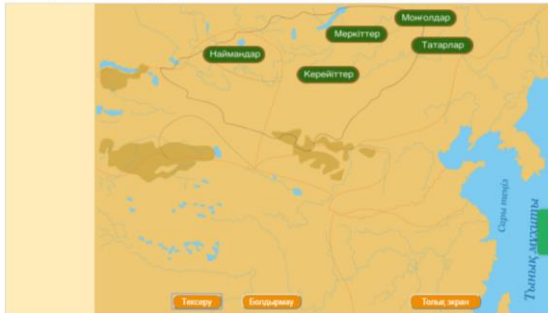 Моңғолдар
Меркіттер
Татарлар
Наймандар
Керейіттер
Сары теңіз
Тынық мұхиты
Тексеру
Болдырмау
Толық экран